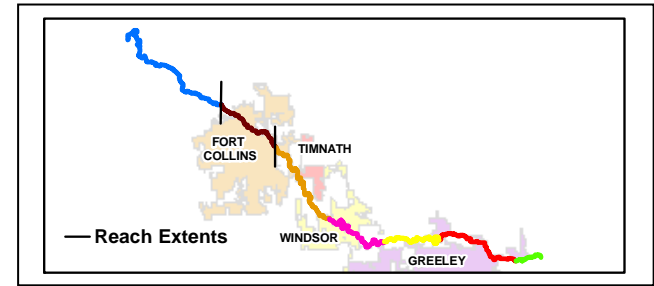 FORT
COLLINS
TIMNATH
Reach Extents
WINDSOR
GREELEY